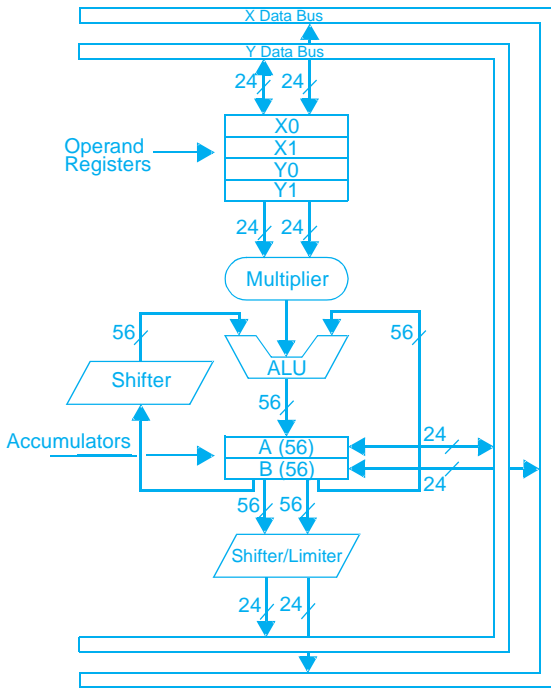 X Data Bus
Y Data Bus
24 24
X0
Operand
Registers
X1
Y0
Y1
24 24
Multiplier
56 56
ALU
Shifter
56
Accumulators
A (56)
24
B (56)
24
56 56
Shifter/Limiter
24 24